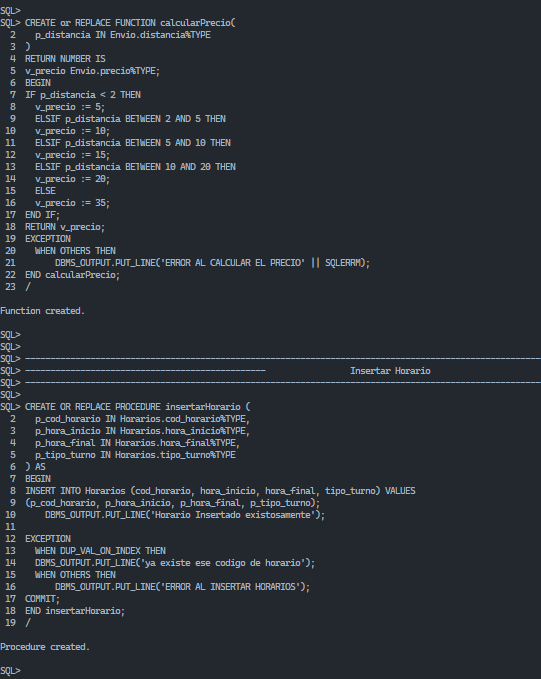 SQL>
SQL> CREATE or REPLACE FUNCTION calcularPrecio(
  2    p_distancia IN Envio.distancia%TYPE
  3  )
  4  RETURN NUMBER IS
  5  v_precio Envio.precio%TYPE;
  6  BEGIN
  7  IF p_distancia < 2 THEN
  8    v_precio := 5;
  9    ELSIF p_distancia BETWEEN 2 AND 5 THEN
 10    v_precio := 10;
 11    ELSIF p_distancia BETWEEN 5 AND 10 THEN
 12    v_precio := 15;
 13    ELSIF p_distancia BETWEEN 10 AND 20 THEN
 14    v_precio := 20;
 15    ELSE
 16    v_precio := 35;
 17  END IF;
 18  RETURN v_precio;
 19  EXCEPTION
 20    WHEN OTHERS THEN
 21        DBMS_OUTPUT.PUT_LINE('ERROR AL CALCULAR EL PRECIO' || SQLERRM);
 22  END calcularPrecio;
 23  /
Function created.
SQL>
SQL>
SQL> -------------------------------------------------------------------------------------------------------
SQL> ------------------------------------------------                 Insertar Horario
SQL> -------------------------------------------------------------------------------------------------------
SQL>
SQL> CREATE OR REPLACE PROCEDURE insertarHorario (
  2    p_cod_horario IN Horarios.cod_horario%TYPE,
  3    p_hora_inicio IN Horarios.hora_inicio%TYPE,
  4    p_hora_final IN Horarios.hora_final%TYPE,
  5    p_tipo_turno IN Horarios.tipo_turno%TYPE
  6  ) AS
  7  BEGIN
  8  INSERT INTO Horarios (cod_horario, hora_inicio, hora_final, tipo_turno) VALUES
  9  (p_cod_horario, p_hora_inicio, p_hora_final, p_tipo_turno);
 10      DBMS_OUTPUT.PUT_LINE('Horario Insertado existosamente');
 11
 12  EXCEPTION
 13    WHEN DUP_VAL_ON_INDEX THEN
 14    DBMS_OUTPUT.PUT_LINE('ya existe ese codigo de horario');
 15    WHEN OTHERS THEN
 16        DBMS_OUTPUT.PUT_LINE('ERROR AL INSERTAR HORARIOS');
 17  COMMIT;
 18  END insertarHorario;
 19  /
Procedure created.
SQL>